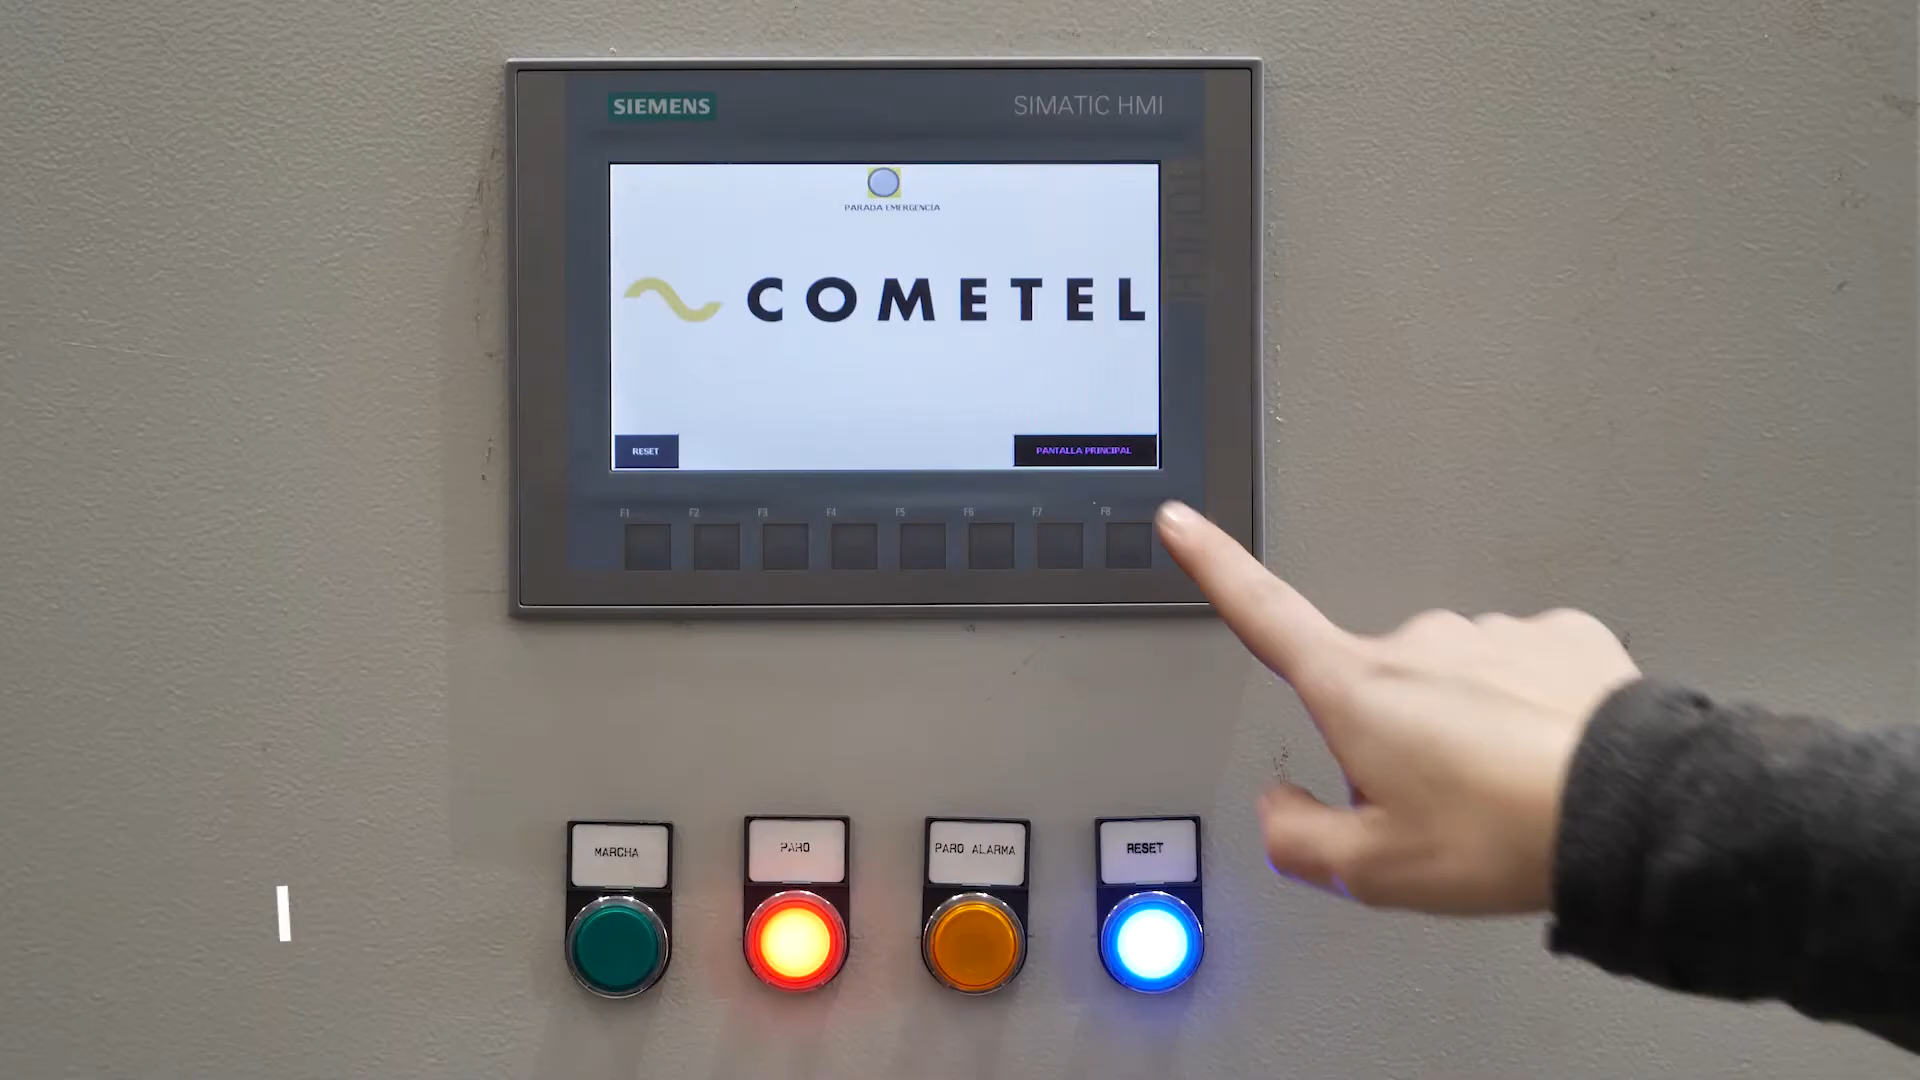 SIEMENS
SIMATIC HMI
PARADA EMERGENCIA
COMETEL
RESET
PANTALLA PRINCIPAL
F1 F2 F3 F4 F5 F6 F7 F8
MARCHA
PARO
PARO ALARMA
RESET